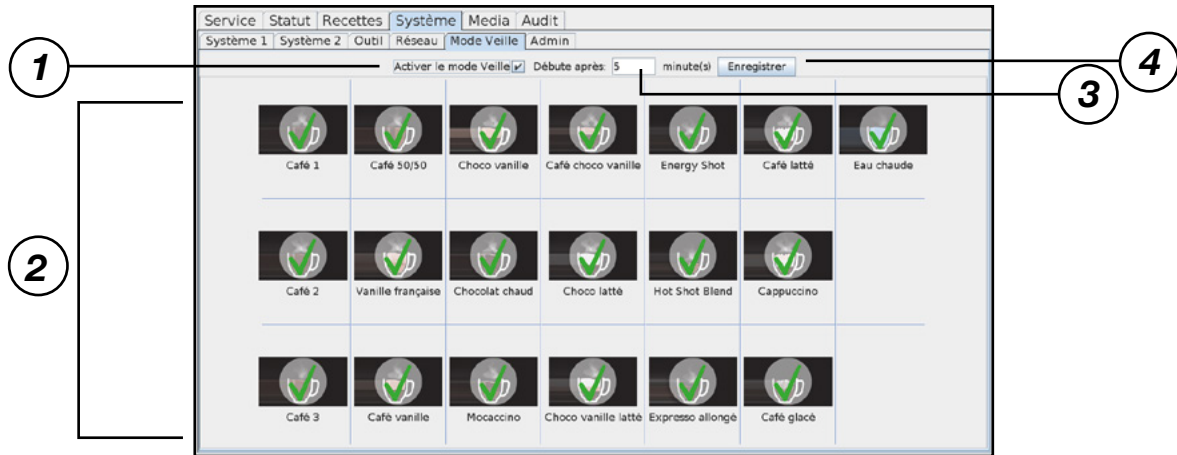 Service Statut Recettes Système Media Audit
Système 1 Système 2 Outil Réseau Mode Veille Admin
Activer le mode Veille Débute après: 5 minute(s) Enregistrer
1
4
3
2
Café 1 Café 50/50 Choco vanille Café choco vanille Energy Shot Café latté Eau chaude
Café 2 Vanille française Chocolat chaud Choco latté Hot Shot Blend Cappuccino
Café 3 Café vanille Mocaccino Choco vanille latté Expresso allongé Café glacé